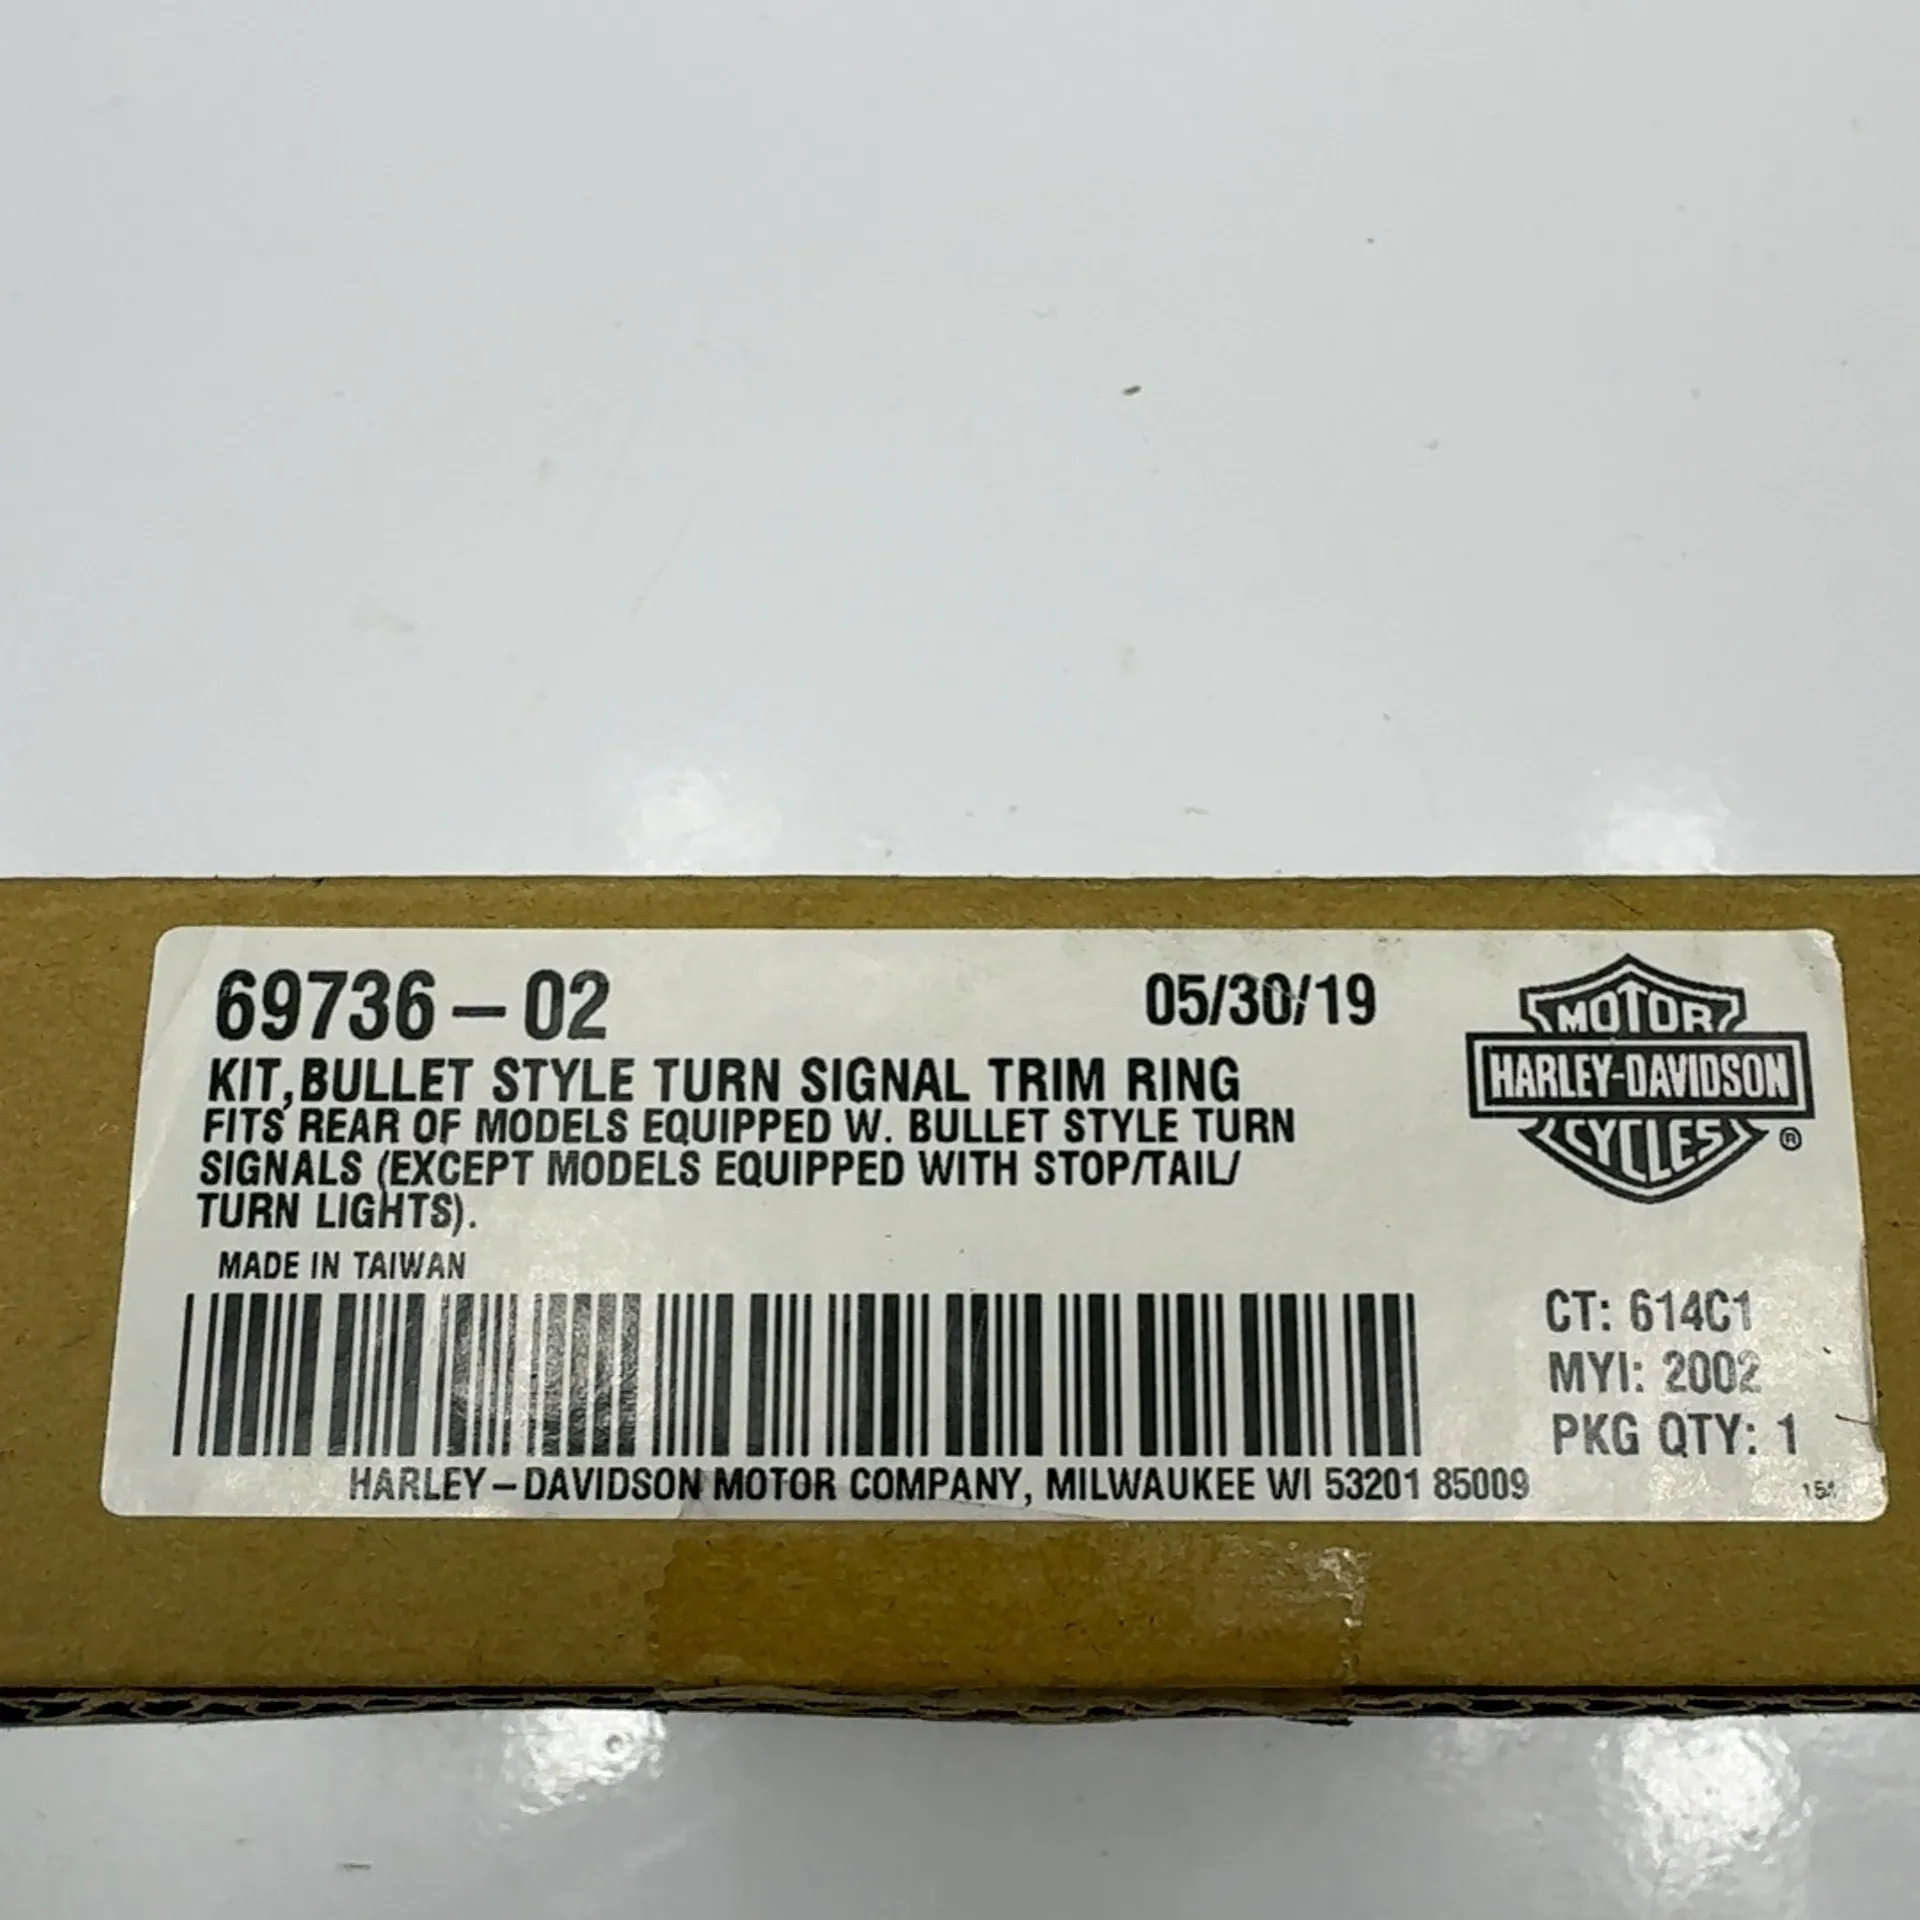 69736-02 05/30/19
KIT,BULLET STYLE TURN SIGNAL TRIM RING
FITS REAR OF MODELS EQUIPPED W. BULLET STYLE TURN
SIGNALS (EXCEPT MODELS EQUIPPED WITH STOP/TAIL/
TURN LIGHTS).
MADE IN TAIWAN
MOTOR
HARLEY-DAVIDSON
CYCLES
®
CT: 614C1
MYI: 2002
PKG QTY: 1
HARLEY-DAVIDSON MOTOR COMPANY, MILWAUKEE WI 53201 85009